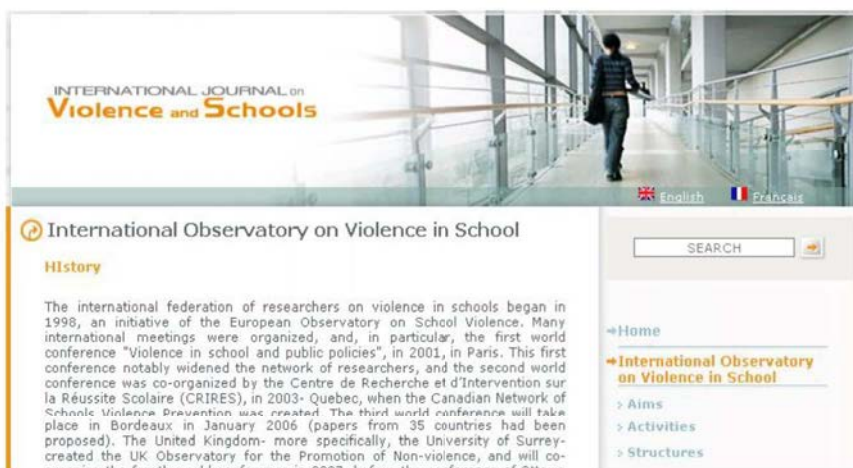 INTERNATIONAL JOURNAL on
Violence and Schools
English Français
International Observatory on Violence in School
SEARCH
HIstory
The international federation of researchers on violence in schools began in
1998, an initiative of the European Observatory on School Violence. Many
international meetings were organized, and, in particular, the first world
conference "Violence in school and public policies", in 2001, in Paris. This first
conference notably widened the network of researchers, and the second world
conference was co-organized by the Centre de Recherche et d'Intervention sur
la Réussite Scolaire (CRIRES), in 2003- Quebec, when the Canadian Network of
Schools Violence Prevention was created. The third world conference will take
place in Bordeaux in January 2006 (papers from 35 countries had been
proposed). The United Kingdom- more specifically, the University of Surrey-
created the UK Observatory for the Promotion of Non-violence, and will co-
Home
International Observatory
on Violence in School
Aims
Activities
Structures